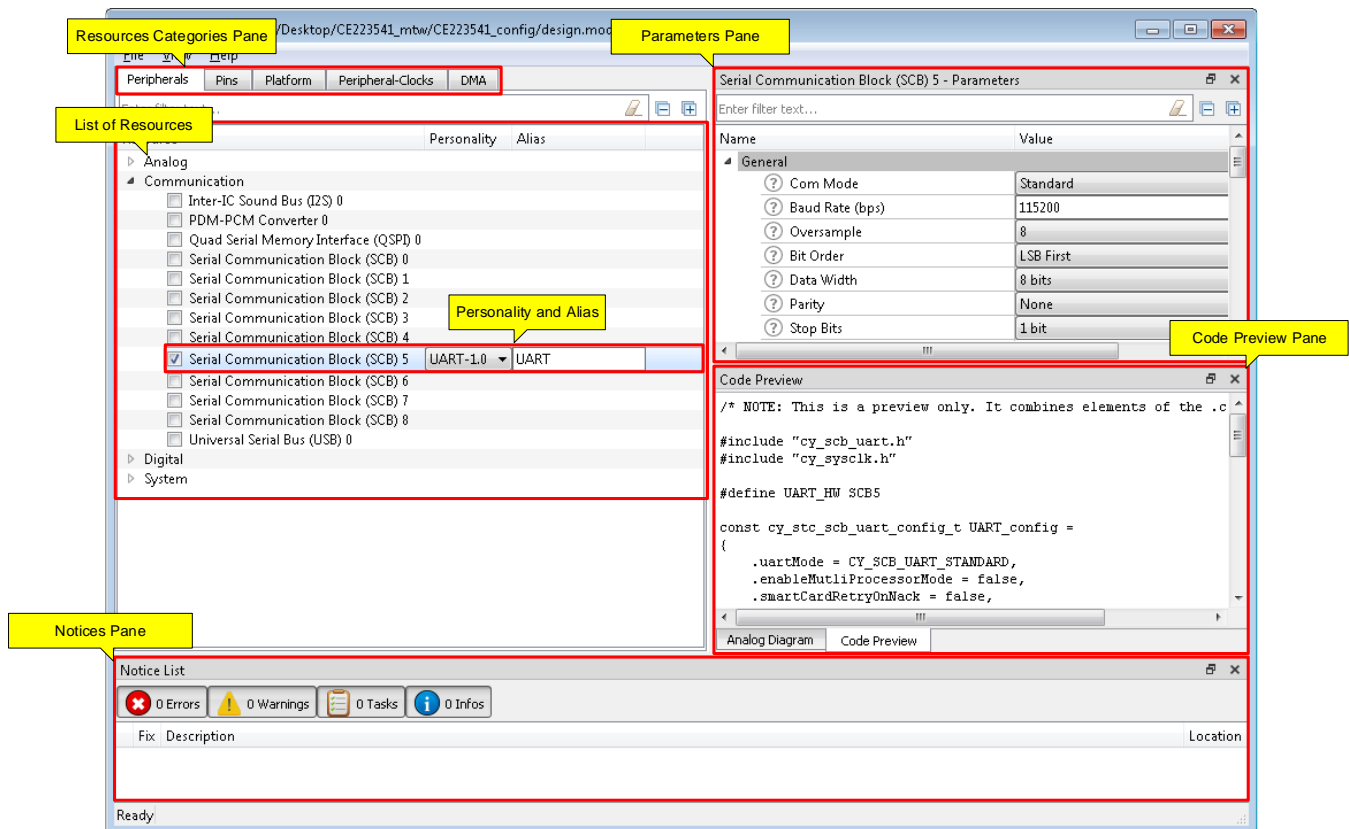 /Desktop/CE223541_mtw/CE223541_config/design.mod
Resources Categories Pane
Parameters Pane
File View Help
Peripherals Pins Platform Peripheral-Clocks DMA
Serial Communication Block (SCB) 5 - Parameters
Enter filter text...
Enter filter text...
List of Resources
Personality Alias
Name Value
Analog
General
Communication
Com Mode Standard
Inter-IC Sound Bus (I2S) 0
Baud Rate (bps) 115200
PDM-PCM Converter 0
Oversample 8
Quad Serial Memory Interface (QSPI) 0
Bit Order LSB First
Serial Communication Block (SCB) 0
Serial Communication Block (SCB) 1
Data Width 8 bits
Serial Communication Block (SCB) 2
Parity None
Serial Communication Block (SCB) 3
Personality and Alias
Stop Bits 1 bit
Serial Communication Block (SCB) 4
Code Preview Pane
Serial Communication Block (SCB) 5 UART-1.0 UART
Serial Communication Block (SCB) 6
Code Preview
Serial Communication Block (SCB) 7
/* NOTE: This is a preview only. It combines elements of the .c
Serial Communication Block (SCB) 8
Universal Serial Bus (USB) 0
#include "cy_scb_uart.h"
Digital
#include "cy_sysclk.h"
System
#define UART_HW SCB5
const cy_stc_scb_uart_config_t UART_config =
{
.uartMode = CY_SCB_UART_STANDARD,
.enableMutliProcessorMode = false,
.smartCardRetryOnNack = false,
Notices Pane
Analog Diagram Code Preview
Notice List
0 Errors 0 Warnings 0 Tasks 0 Infos
Fix Description Location
Ready